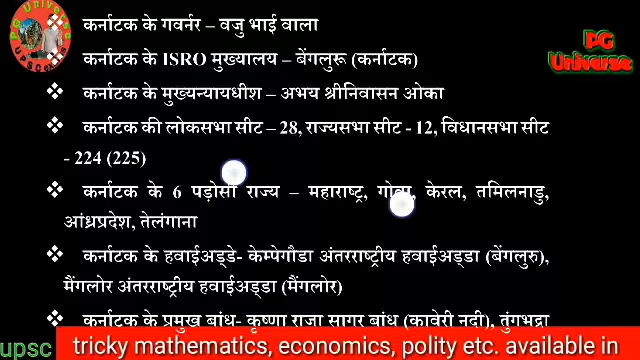 PG Universe
UPSC
PG
Universe
❖ कर्नाटक के गवर्नर – वजु भाई वाला
❖ कर्नाटक के ISRO मुख्यालय – बेंगलुरू (कर्नाटक)
❖ कर्नाटक के मुख्यन्यायधीश – अभय श्रीनिवासन ओका
❖ कर्नाटक की लोकसभा सीट – 28, राज्यसभा सीट - 12, विधानसभा सीट
- 224 (225)
❖ कर्नाटक के 6 पड़ोसी राज्य – महाराष्ट्र, गोवा, केरल, तमिलनाडु,
आंध्रप्रदेश, तेलंगाना
❖ कर्नाटक के हवाईअड्डे- केम्पेगौडा अंतरराष्ट्रीय हवाईअड्डा (बेंगलुरु),
मैंगलोर अंतरराष्ट्रीय हवाईअड्डा (मैंगलोर)
❖ कर्नाटक के प्रमुख बांध- कृष्णा राजा सागर बांध (कावेरी नदी), तुंगभद्रा
upsc tricky mathematics, economics, polity etc. available in